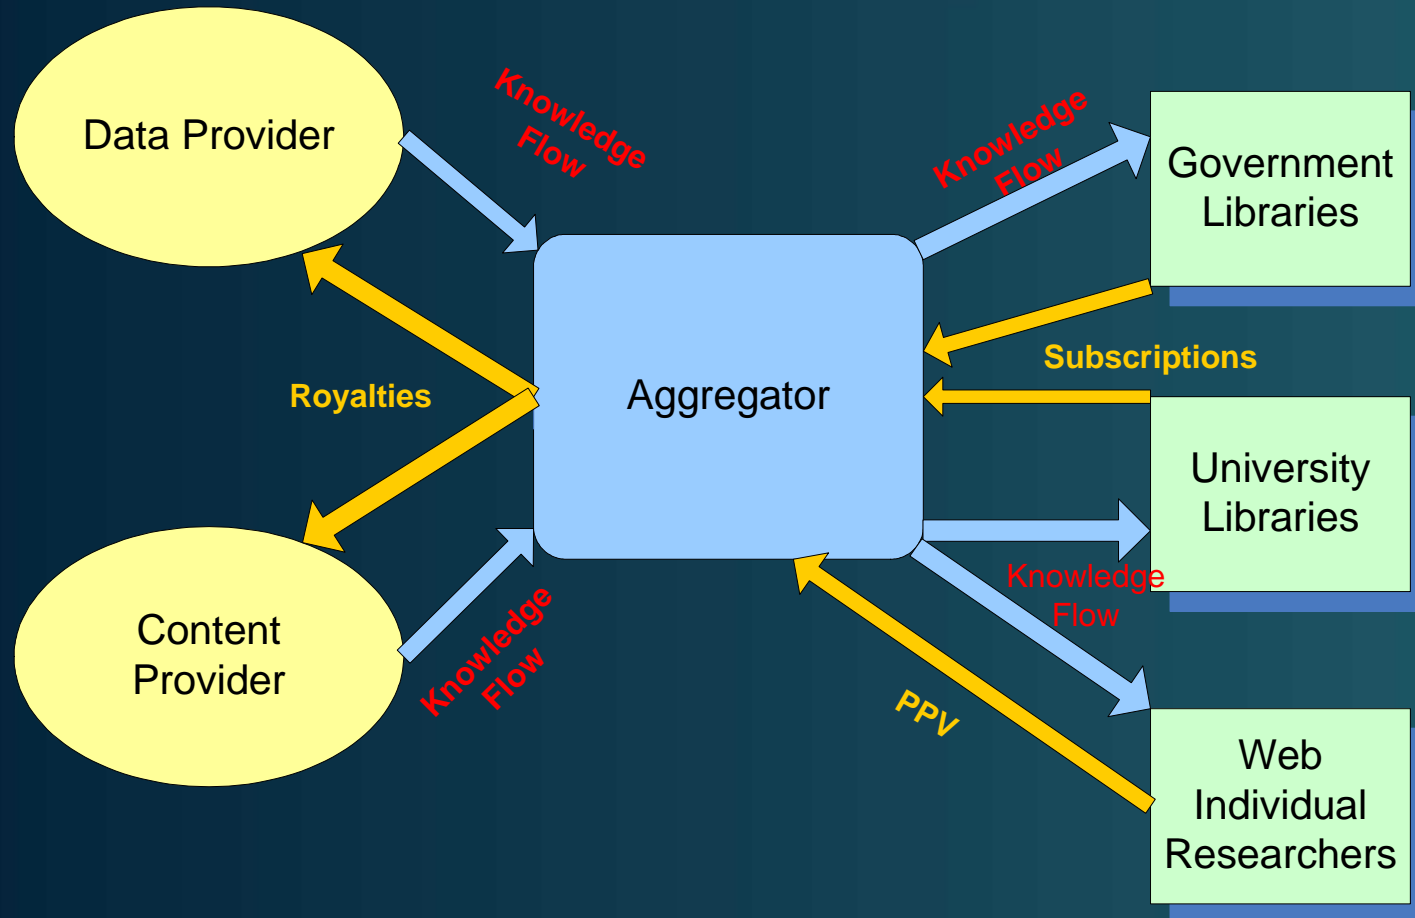 Data Provider
Knowledge
Flow
Knowledge
Flow
Government
Libraries
Royalties
Aggregator
Subscriptions
University
Libraries
Content
Provider
Knowledge
Flow
Knowledge
Flow
PPV
Web
Individual
Researchers